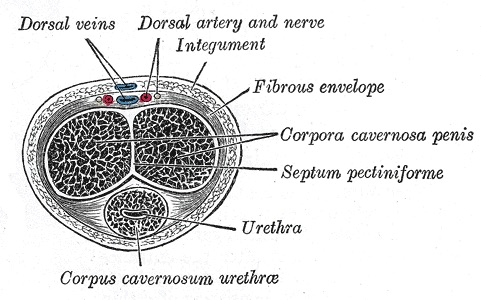 Dorsal veins
Dorsal artery and nerve
Integument
Fibrous envelope
Corpora cavernosa penis
Septum pectiniforme
Urethra
Corpus cavernosum urethræ